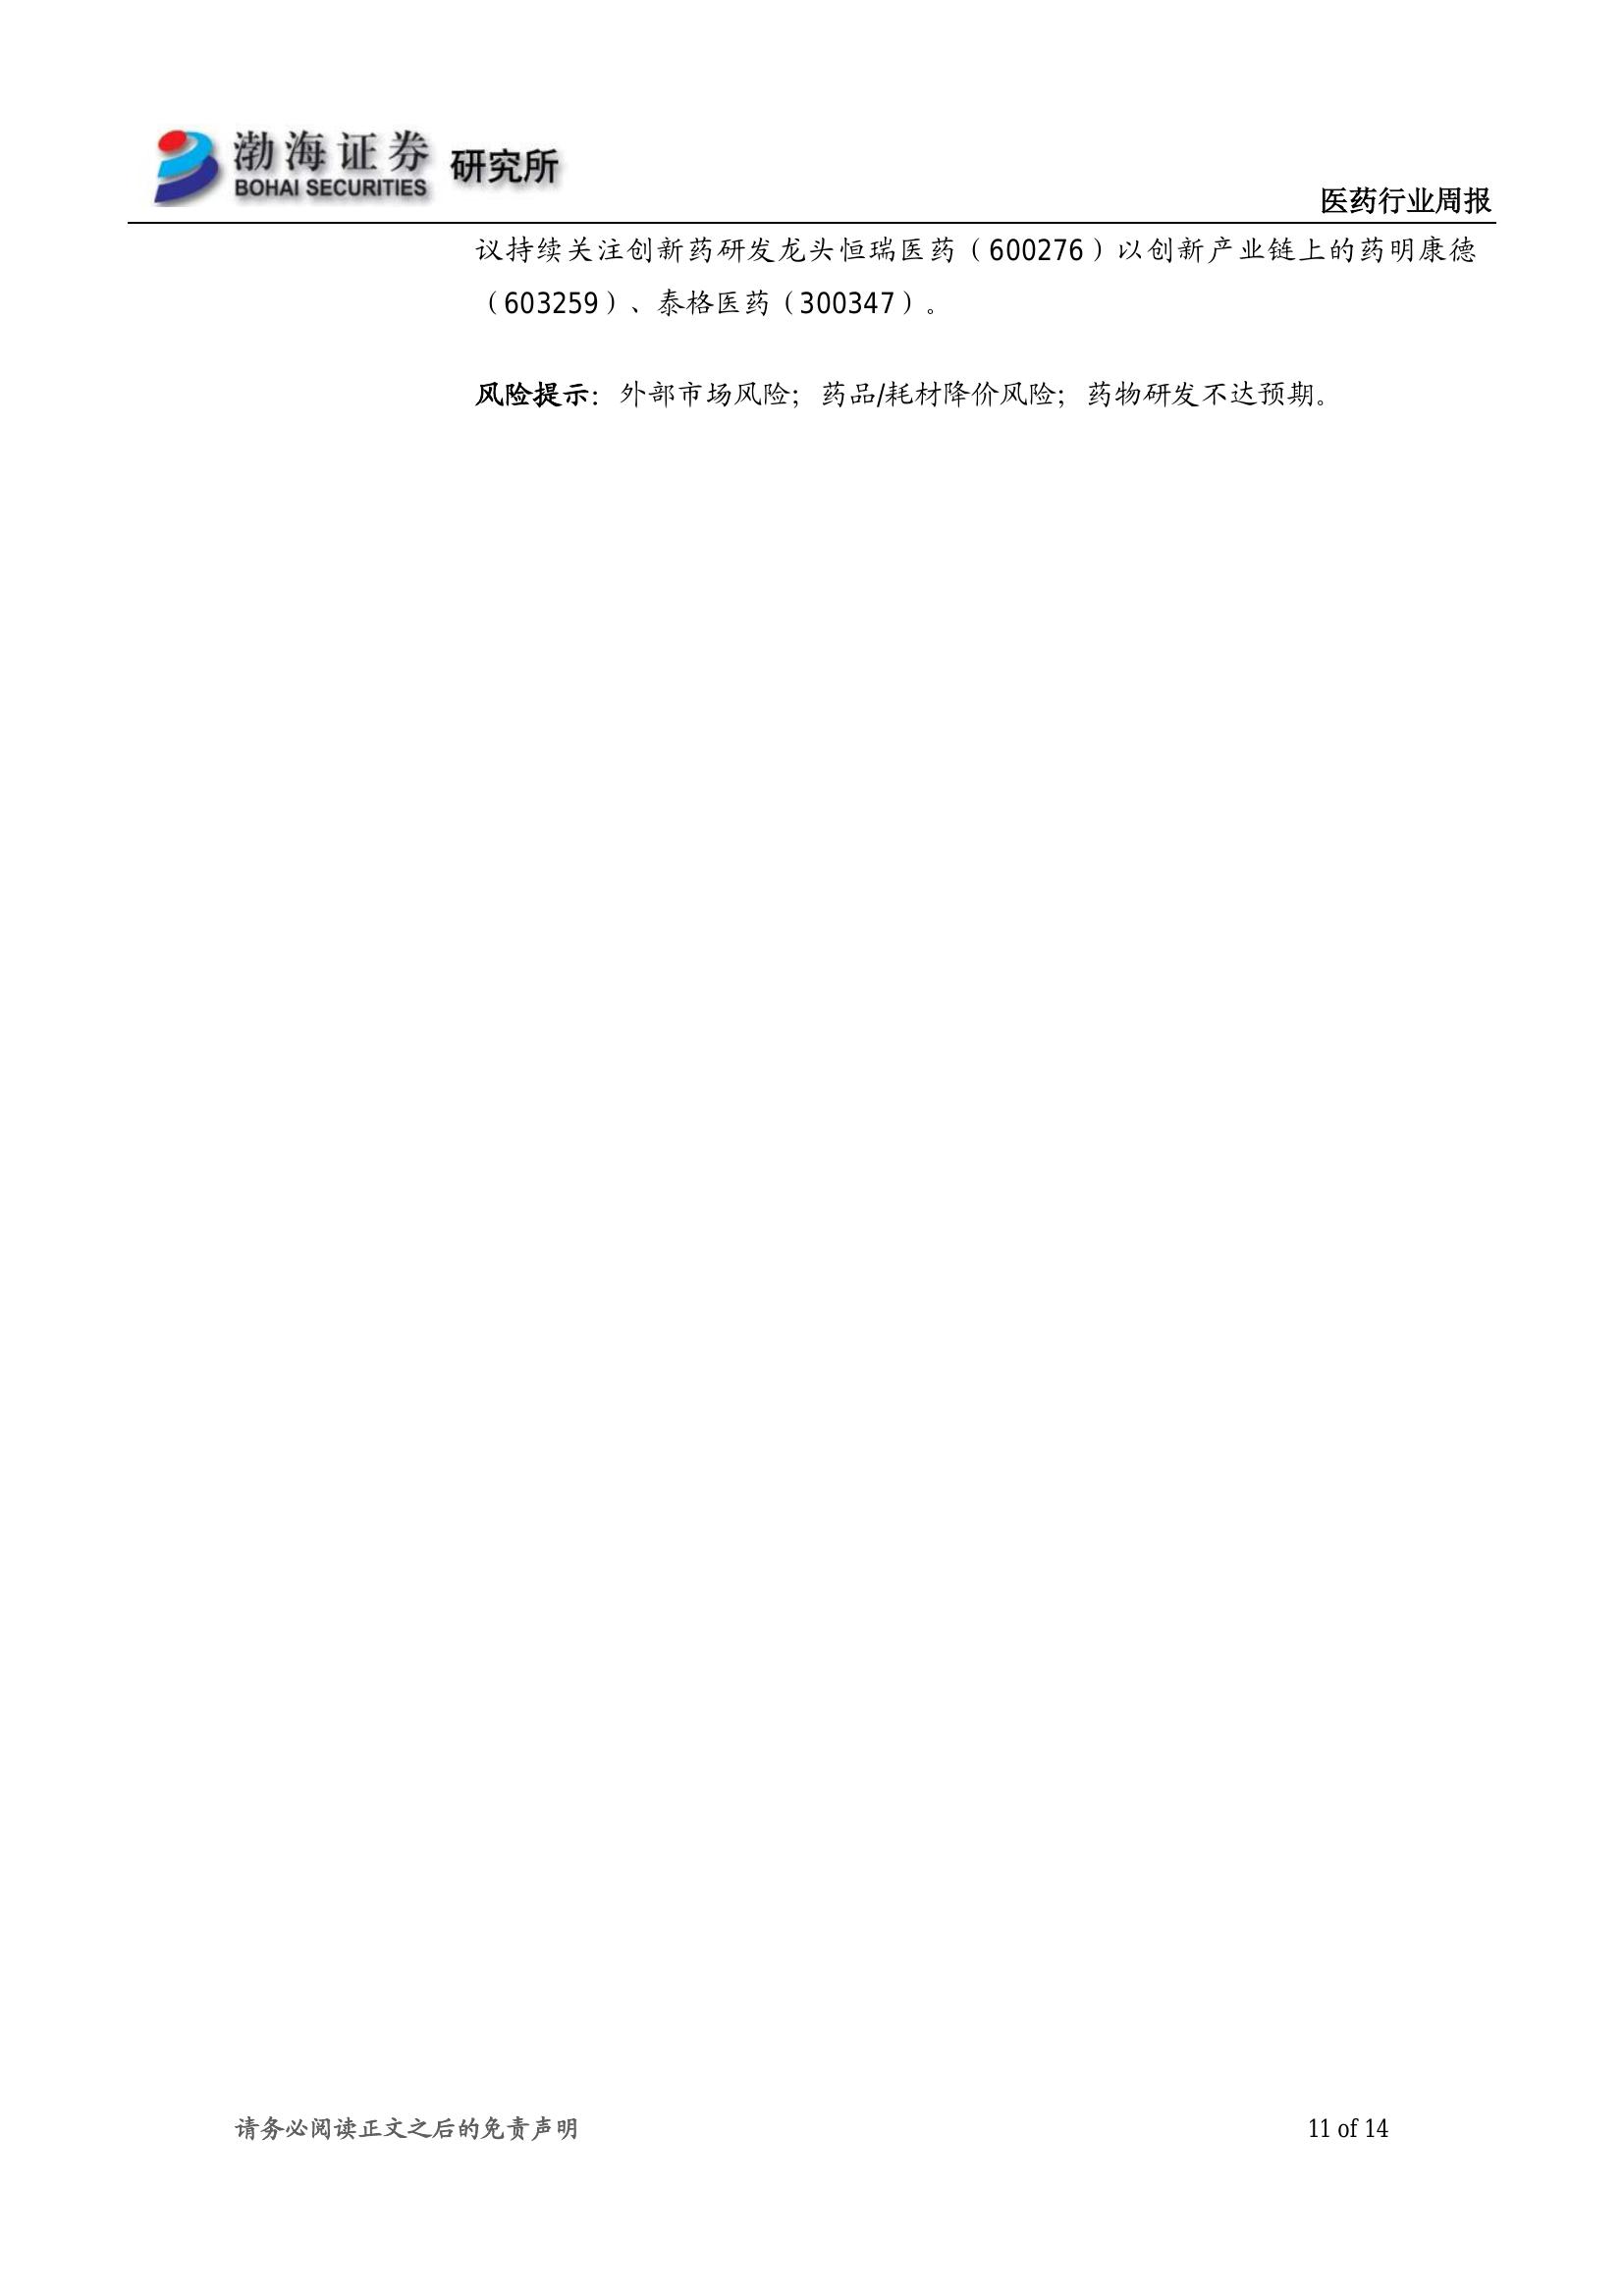 渤海证券
BOHAI SECURITIES
研究所
医药行业周报
议持续关注创新药研发龙头恒瑞医药（600276）以创新产业链上的药明康德
（603259）、泰格医药（300347）。
风险提示：外部市场风险；药品/耗材降价风险；药物研发不达预期。
请务必阅读正文之后的免责声明
11 of 14